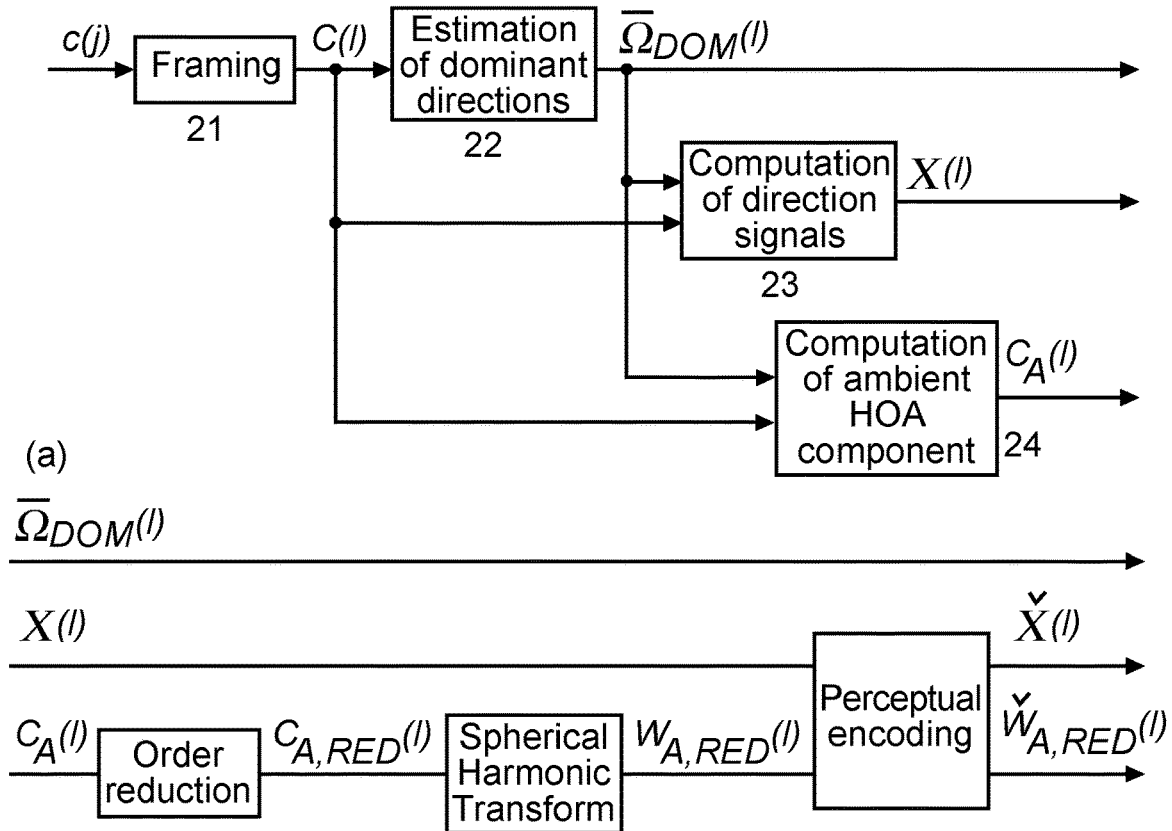 c(j)
Framing
21
C(l)
Estimation
of dominant
directions
22
Ω̅DOM(l)
Computation
of direction
signals
23
X(l)
Computation
of ambient
HOA
component
24
CA(l)
(a)
Ω̅DOM(l)
X(l)
CA(l)
Order
reduction
CA,RED(l)
Spherical
Harmonic
Transform
WA,RED(l)
Perceptual
encoding
X̌(l)
W̌A,RED(l)